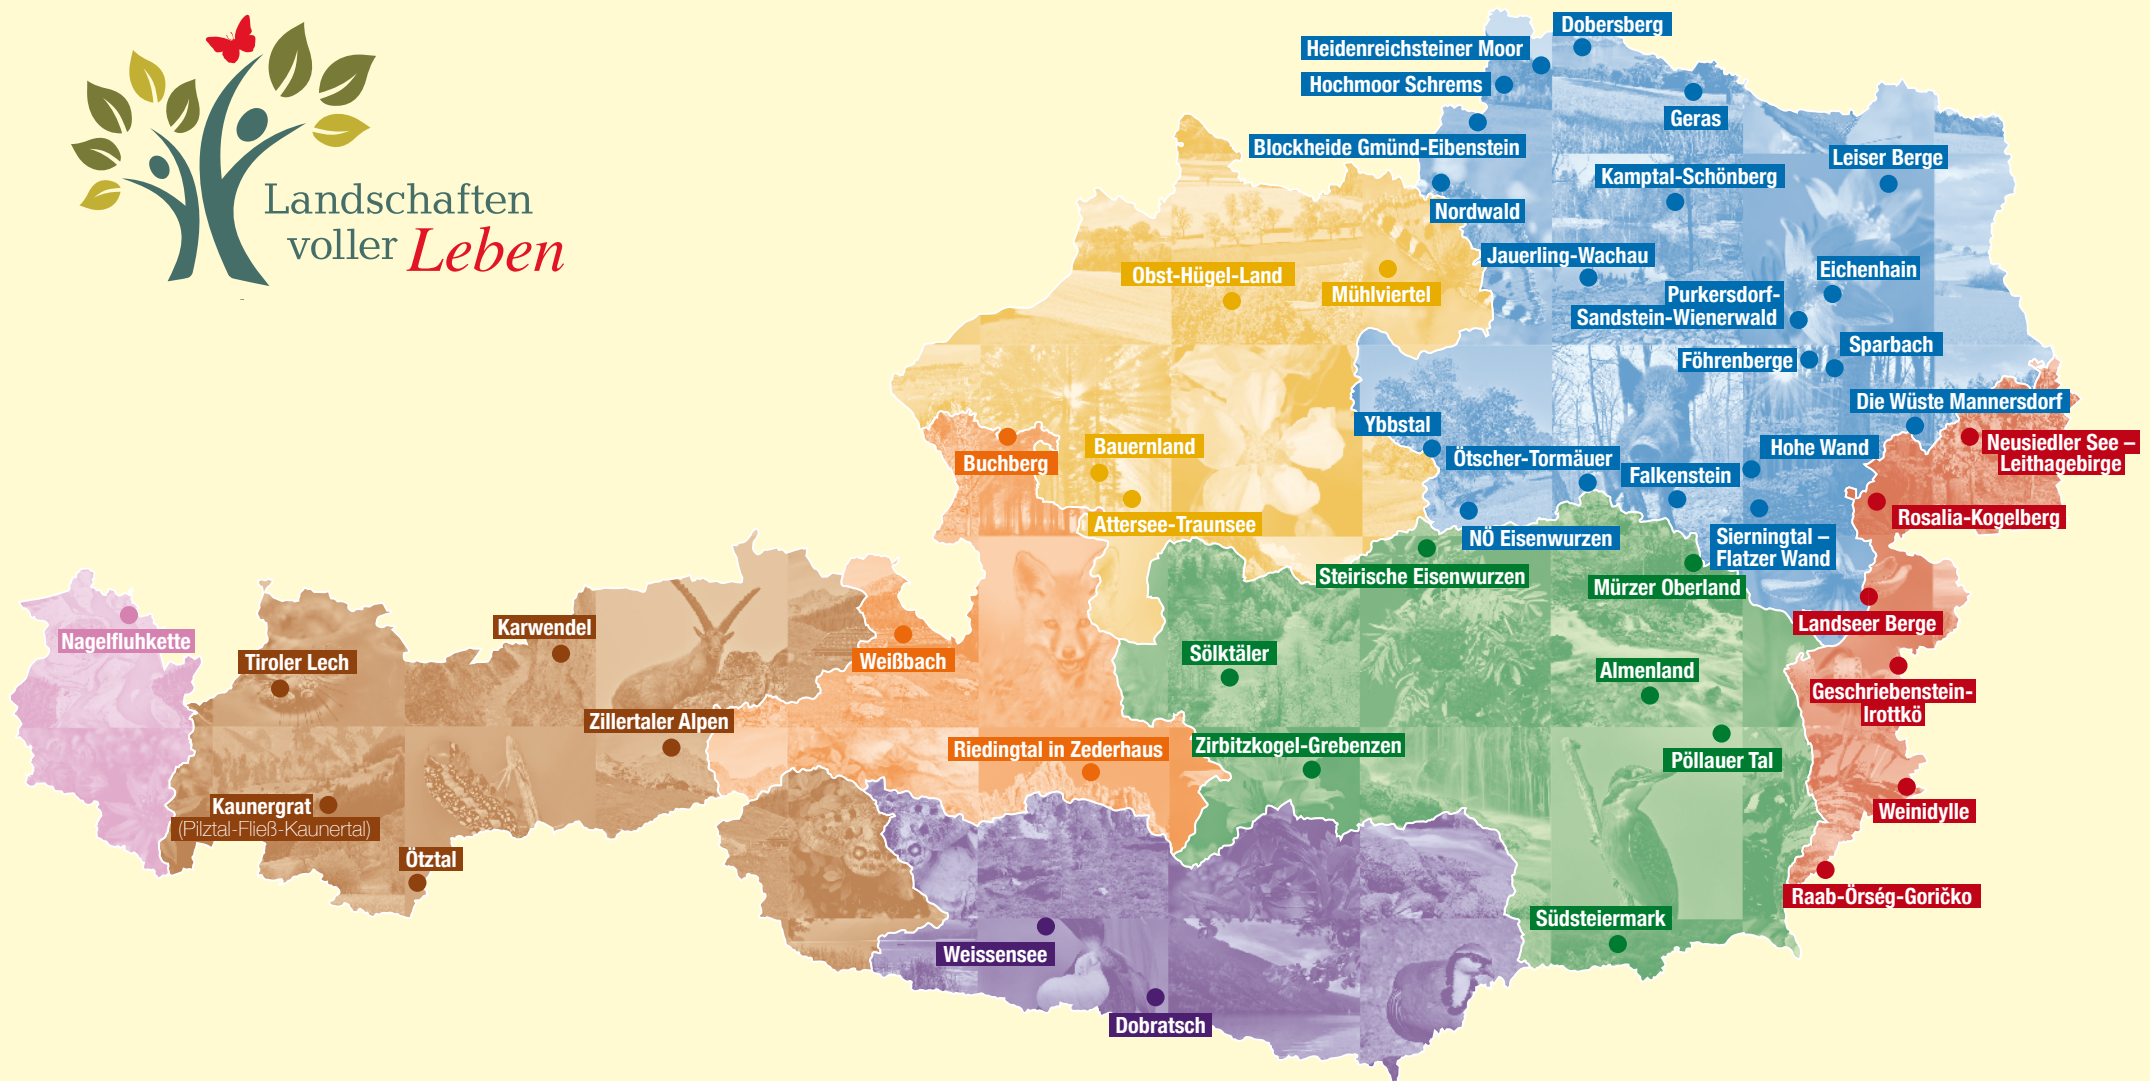 Landschaften
voller Leben
Dobersberg
Heidenreichsteiner Moor
Hochmoor Schrems
Geras
Blockheide Gmünd-Eibenstein
Leiser Berge
Kamptal-Schönberg
Nordwald
Jauerling-Wachau
Eichenhain
Obst-Hügel-Land
Mühlviertel
Purkersdorf-
Sandstein-Wienerwald
Sparbach
Föhrenberge
Die Wüste Mannersdorf
Ybbstal
Neusiedler See –
Leithagebirge
Bauernland
Hohe Wand
Buchberg
Ötscher-Tormäuer
Falkenstein
Rosalia-Kogelberg
Attersee-Traunsee
NÖ Eisenwurzen
Sierningtal –
Flatzer Wand
Steirische Eisenwurzen
Mürzer Oberland
Landseer Berge
Karwendel
Nagelfluhkette
Tiroler Lech
Weißbach
Sölktäler
Almenland
Geschriebenstein-
Irottkö
Zillertaler Alpen
Riedingtal in Zederhaus
Zirbitzkogel-Grebenzen
Pöllauer Tal
Kaunergrat
(Pilztal-Fließ-Kaunertal)
Weinidylle
Ötztal
Raab-Örség-Goričko
Südsteiermark
Weissensee
Dobratsch